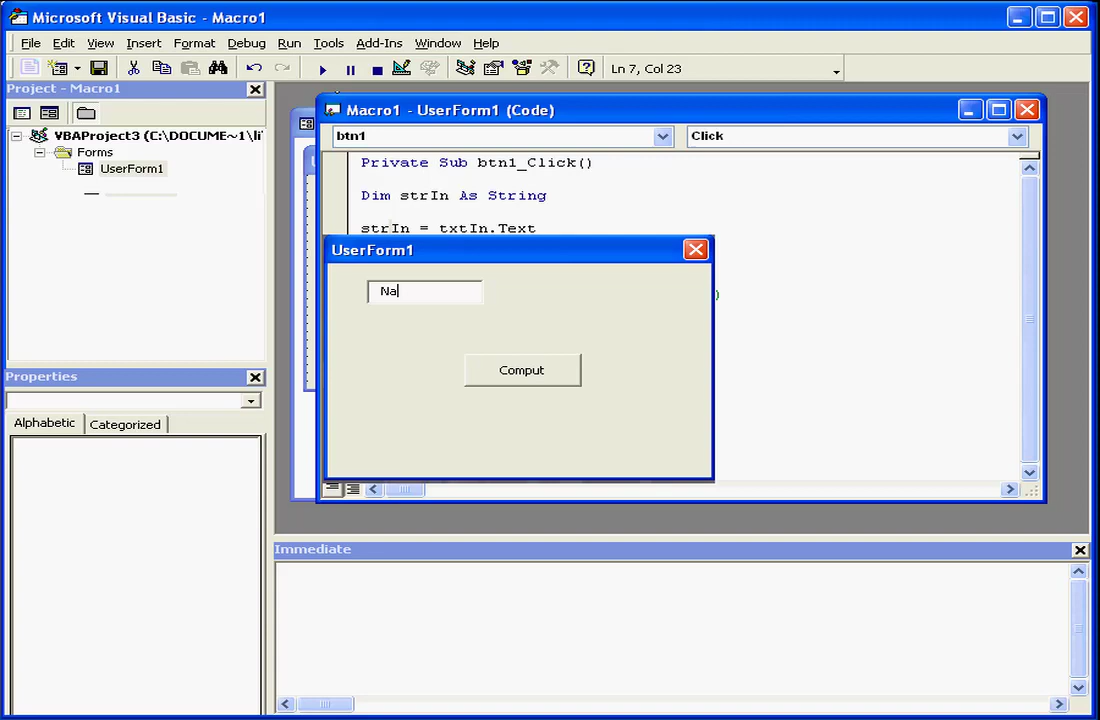 Microsoft Visual Basic - Macro1
File Edit View Insert Format Debug Run Tools Add-Ins Window Help
Ln 7, Col 23
Project - Macro1
VBAProject3 (C:\DOCUME~1\li
Forms
UserForm1
Macro1 - UserForm1 (Code)
btn1 Click
Private Sub btn1_Click()
Dim strIn As String
strIn = txtIn.Text
)
UserForm1
Na
Comput
Properties
Alphabetic Categorized
Immediate